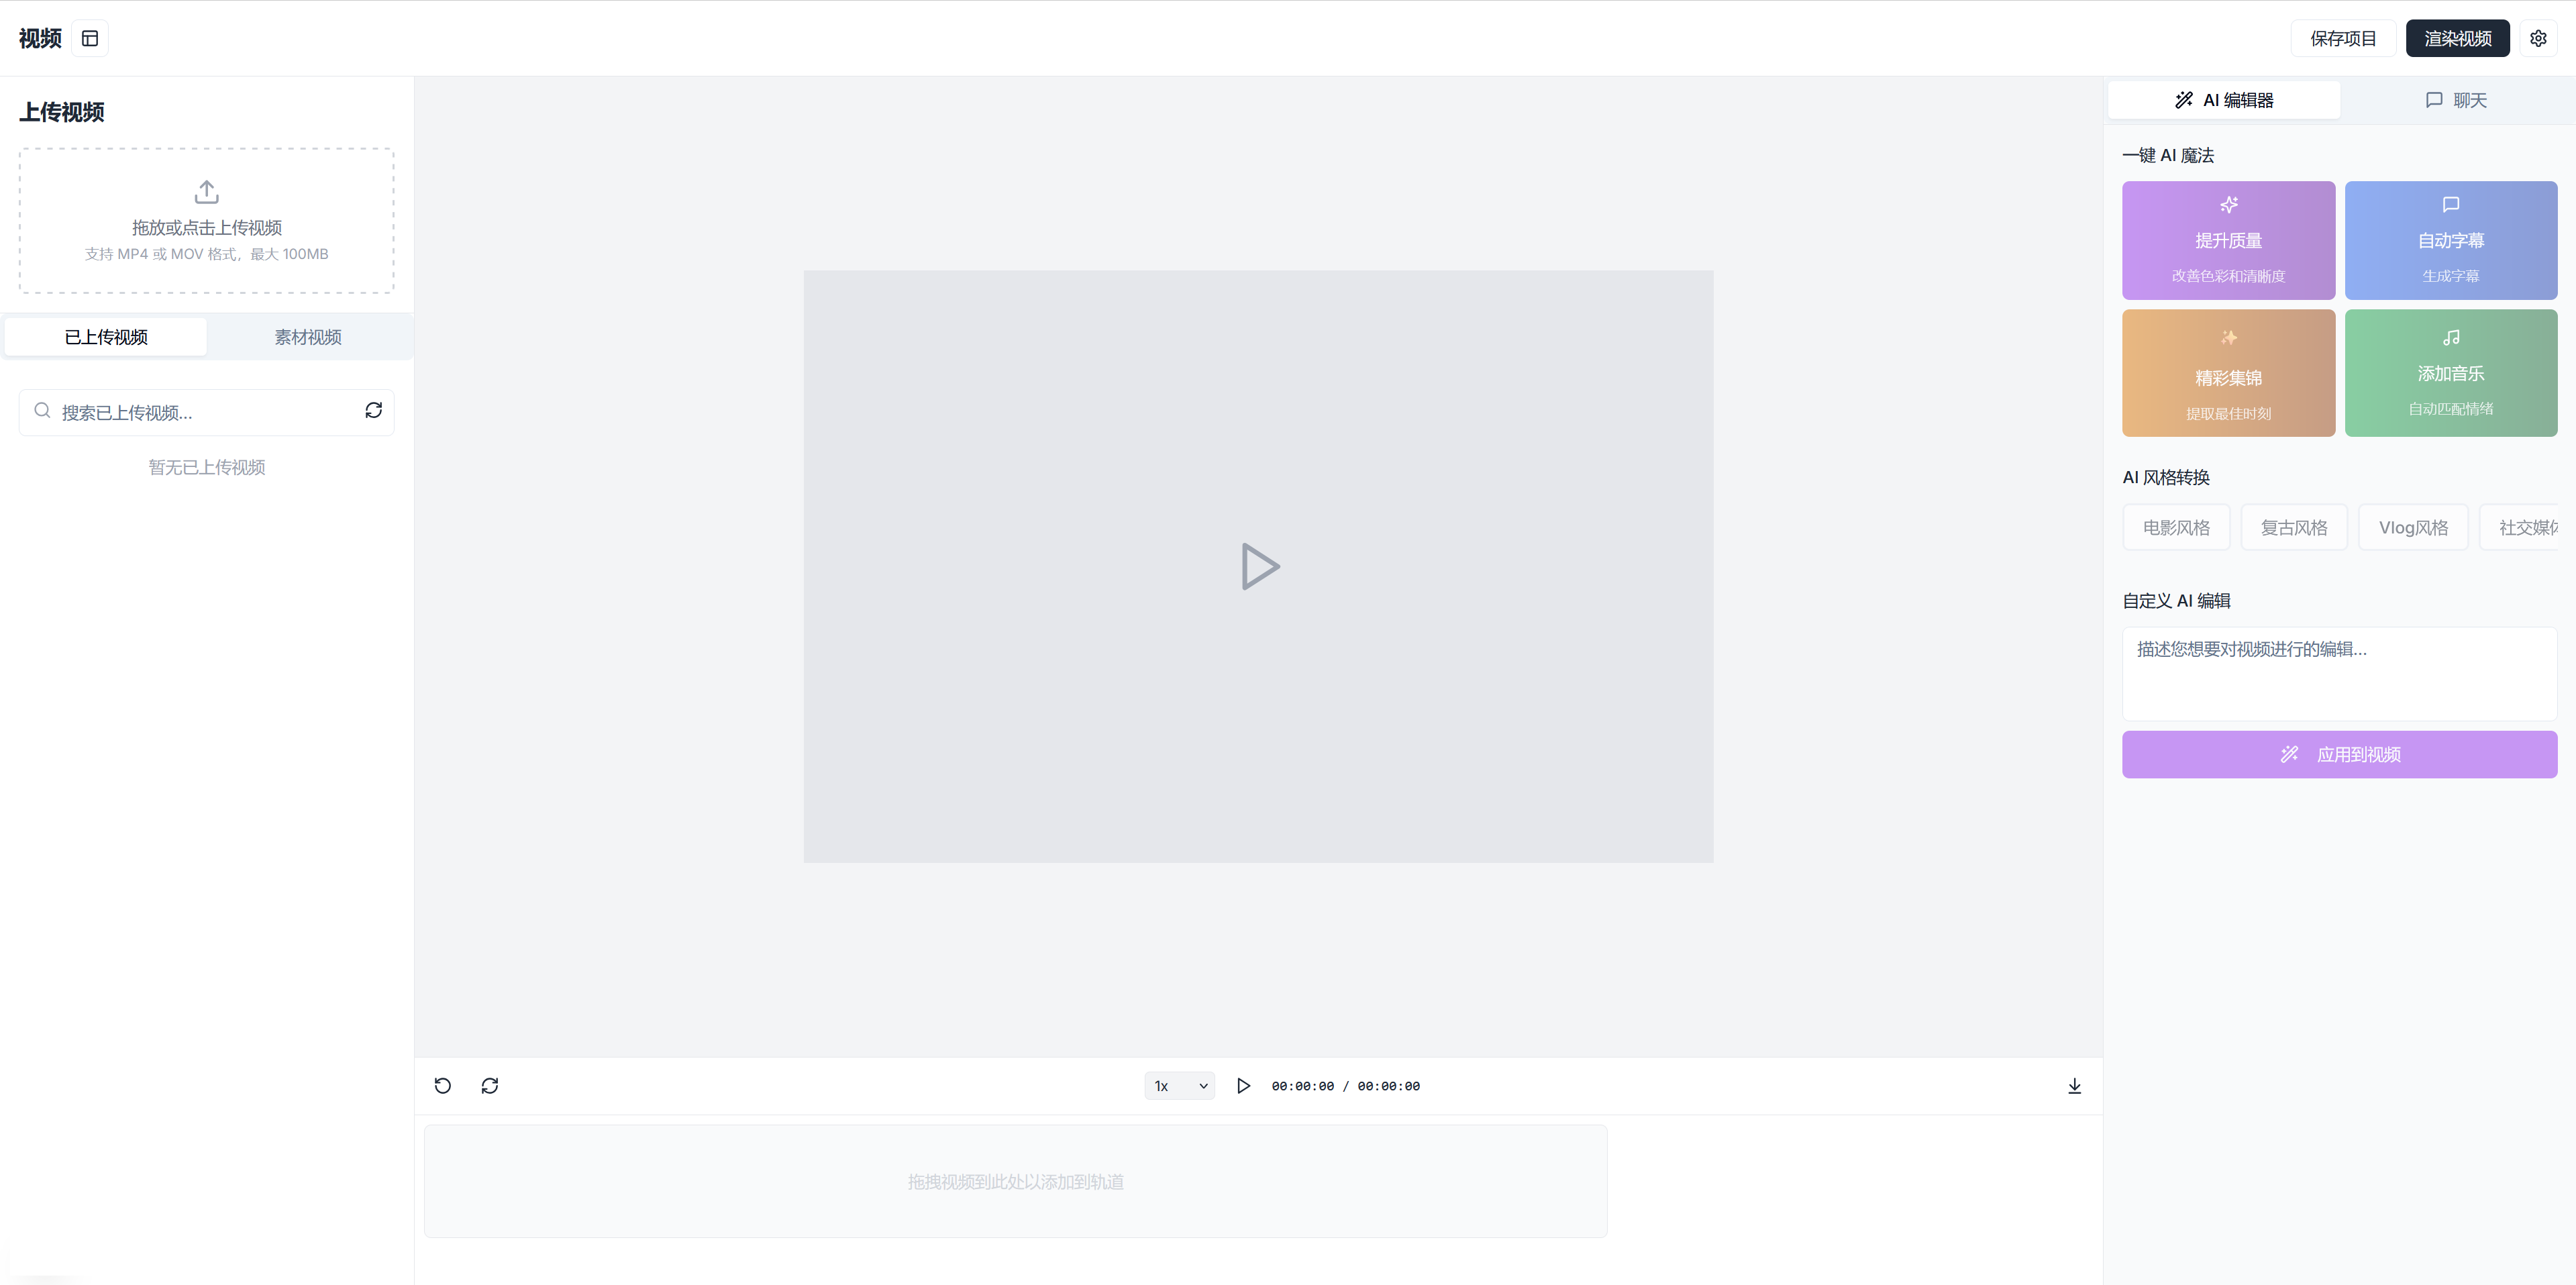 视频
保存项目
渲染视频
上传视频
拖放或点击上传视频
支持 MP4 或 MOV 格式，最大 100MB
已上传视频
素材视频
搜索已上传视频...
暂无已上传视频
1x
00:00:00 / 00:00:00
拖拽视频到此处以添加到轨道
AI 编辑器
聊天
一键 AI 魔法
提升质量
改善色彩和清晰度
自动字幕
生成字幕
精彩集锦
提取最佳时刻
添加音乐
自动匹配情绪
AI 风格转换
电影风格
复古风格
Vlog风格
社交媒
自定义 AI 编辑
描述您想要对视频进行的编辑...
应用到视频